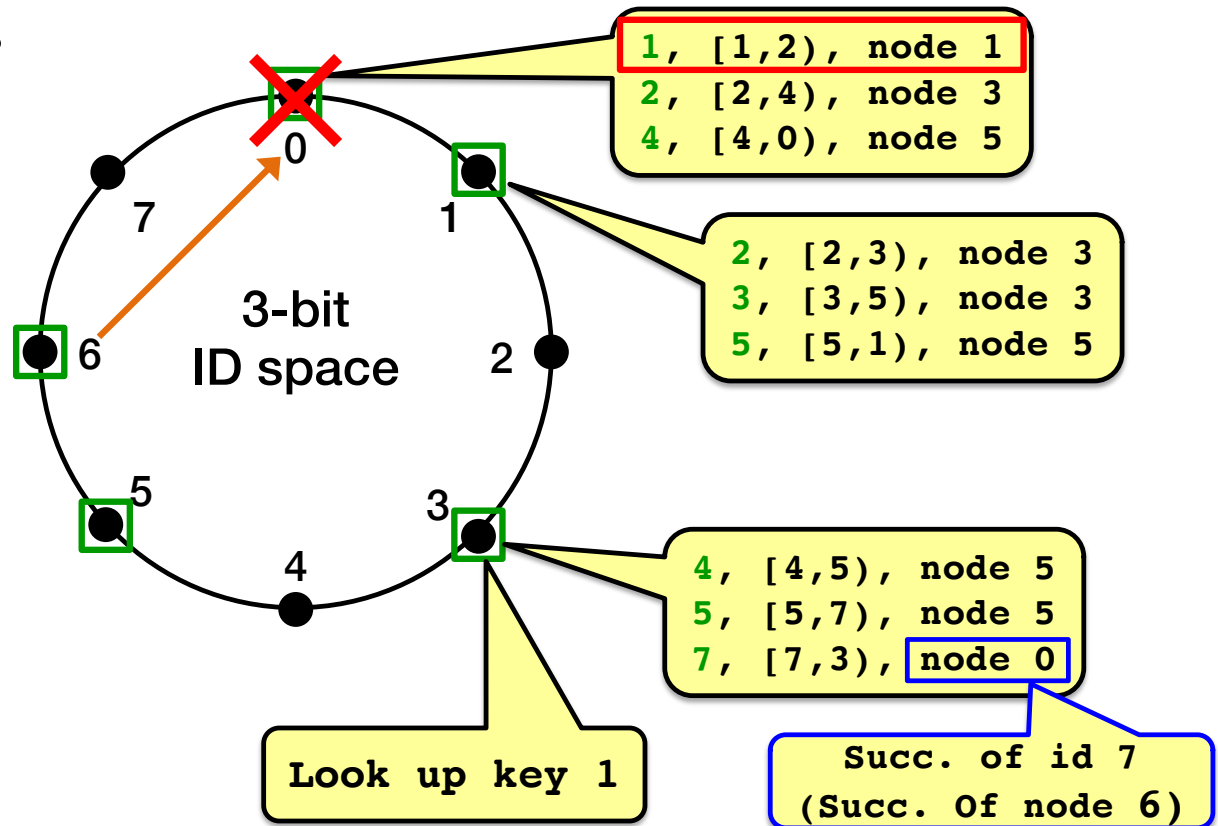 1, [1,2), node 1
2, [2,4), node 3
4, [4,0), node 5
0
7
1
2, [2,3), node 3
3, [3,5), node 3
5, [5,1), node 5
3-bit
ID space
6
2
5
3
4
4, [4,5), node 5
5, [5,7), node 5
7, [7,3), node 0
Look up key 1
Succ. of id 7
(Succ. Of node 6)